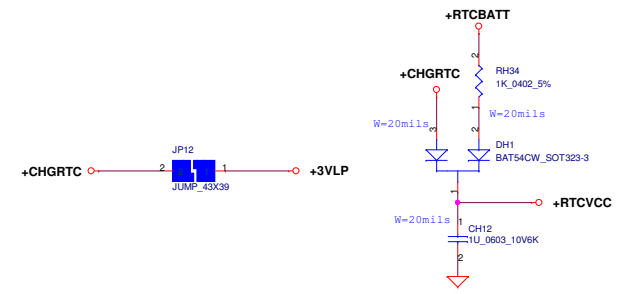 +RTCBATT
2
RH34
1K_0402_5%
1
+CHGRTC
W=20mils
W=20mils
3
2
DH1
BAT54CW_SOT323-3
JP12
+CHGRTC
2
1
+3VLP
JUMP_43X39
1
+RTCVCC
W=20mils
1
CH12
1U_0603_10V6K
2